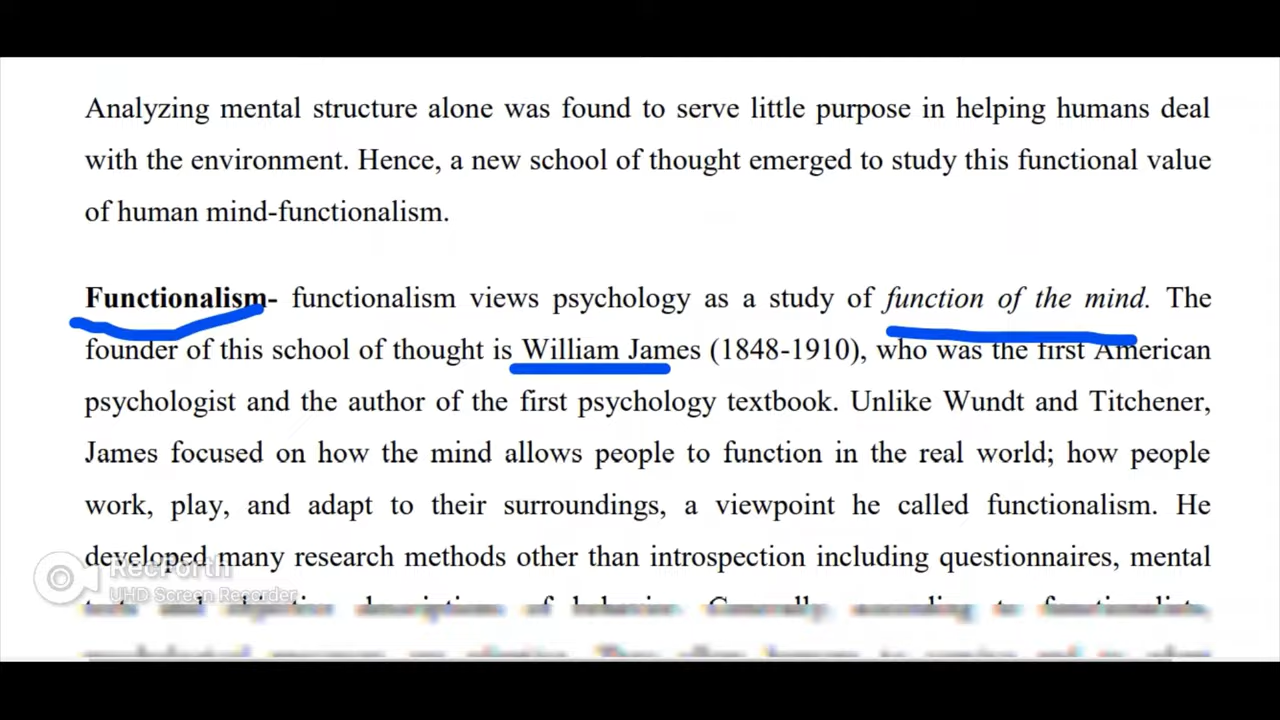 Analyzing mental structure alone was found to serve little purpose in helping humans deal
with the environment. Hence, a new school of thought emerged to study this functional value
of human mind-functionalism.
Functionalism- functionalism views psychology as a study of function of the mind. The
founder of this school of thought is William James (1848-1910), who was the first American
psychologist and the author of the first psychology textbook. Unlike Wundt and Titchener,
James focused on how the mind allows people to function in the real world; how people
work, play, and adapt to their surroundings, a viewpoint he called functionalism. He
developed many research methods other than introspection including questionnaires, mental
RecForth
UHD Screen Recorder